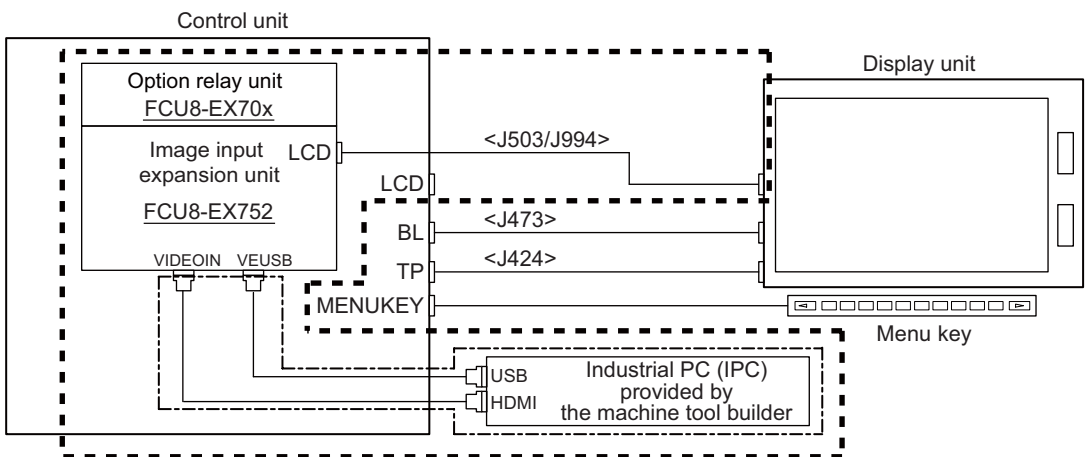 Control unit
Option relay unit
FCU8-EX70x
Image input
expansion unit
FCU8-EX752
LCD
VIDEOIN
VEUSB
LCD
BL
TP
MENUKEY
<J503/J994>
<J473>
<J424>
Display unit
Menu key
USB
HDMI
Industrial PC (IPC)
provided by
the machine tool builder